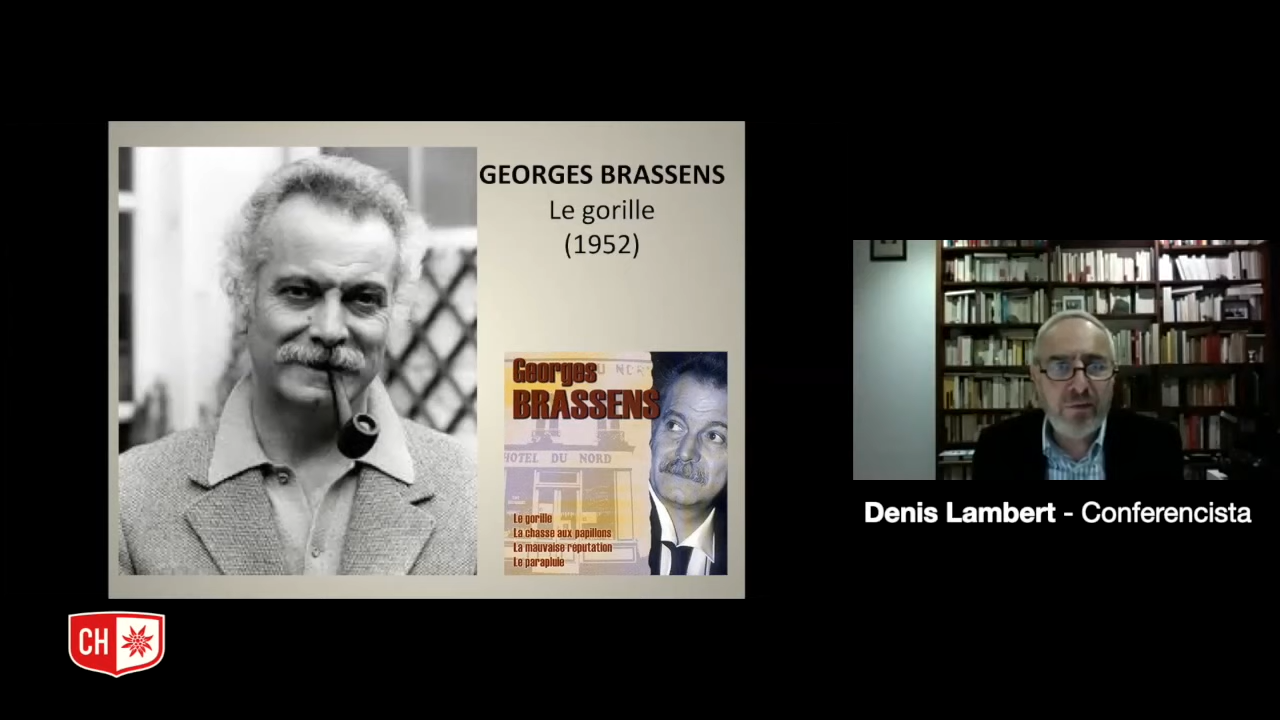 GEORGES BRASSENS
Le gorille
(1952)
Georges
BRASSENS
HOTEL DU NORD
Le gorille
La chasse aux papillons
La mauvaise réputation
Le parapluie
Denis Lambert - Conferencista
CH